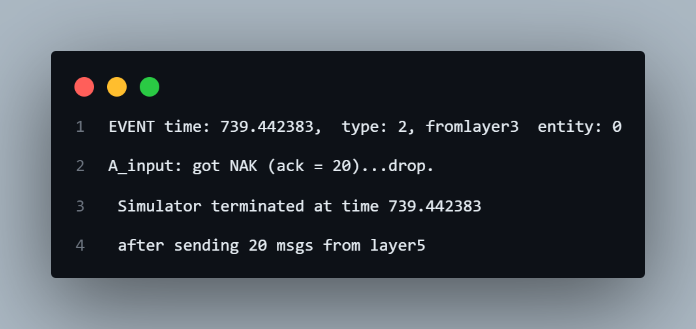 1 EVENT time: 739.442383,  type: 2, fromlayer3  entity: 0
2 A_input: got NAK (ack = 20)...drop.
3  Simulator terminated at time 739.442383
4  after sending 20 msgs from layer5